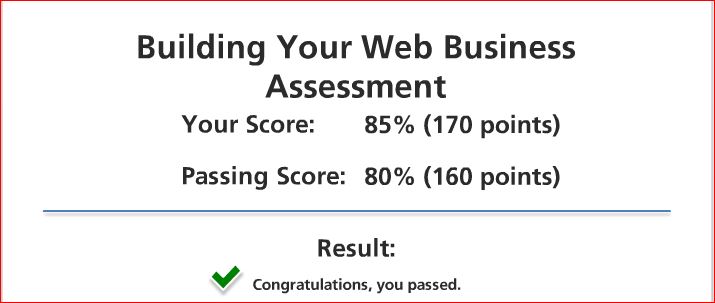 Building Your Web Business
Assessment
Your Score: 85% (170 points)
Passing Score: 80% (160 points)
Result:
Congratulations, you passed.